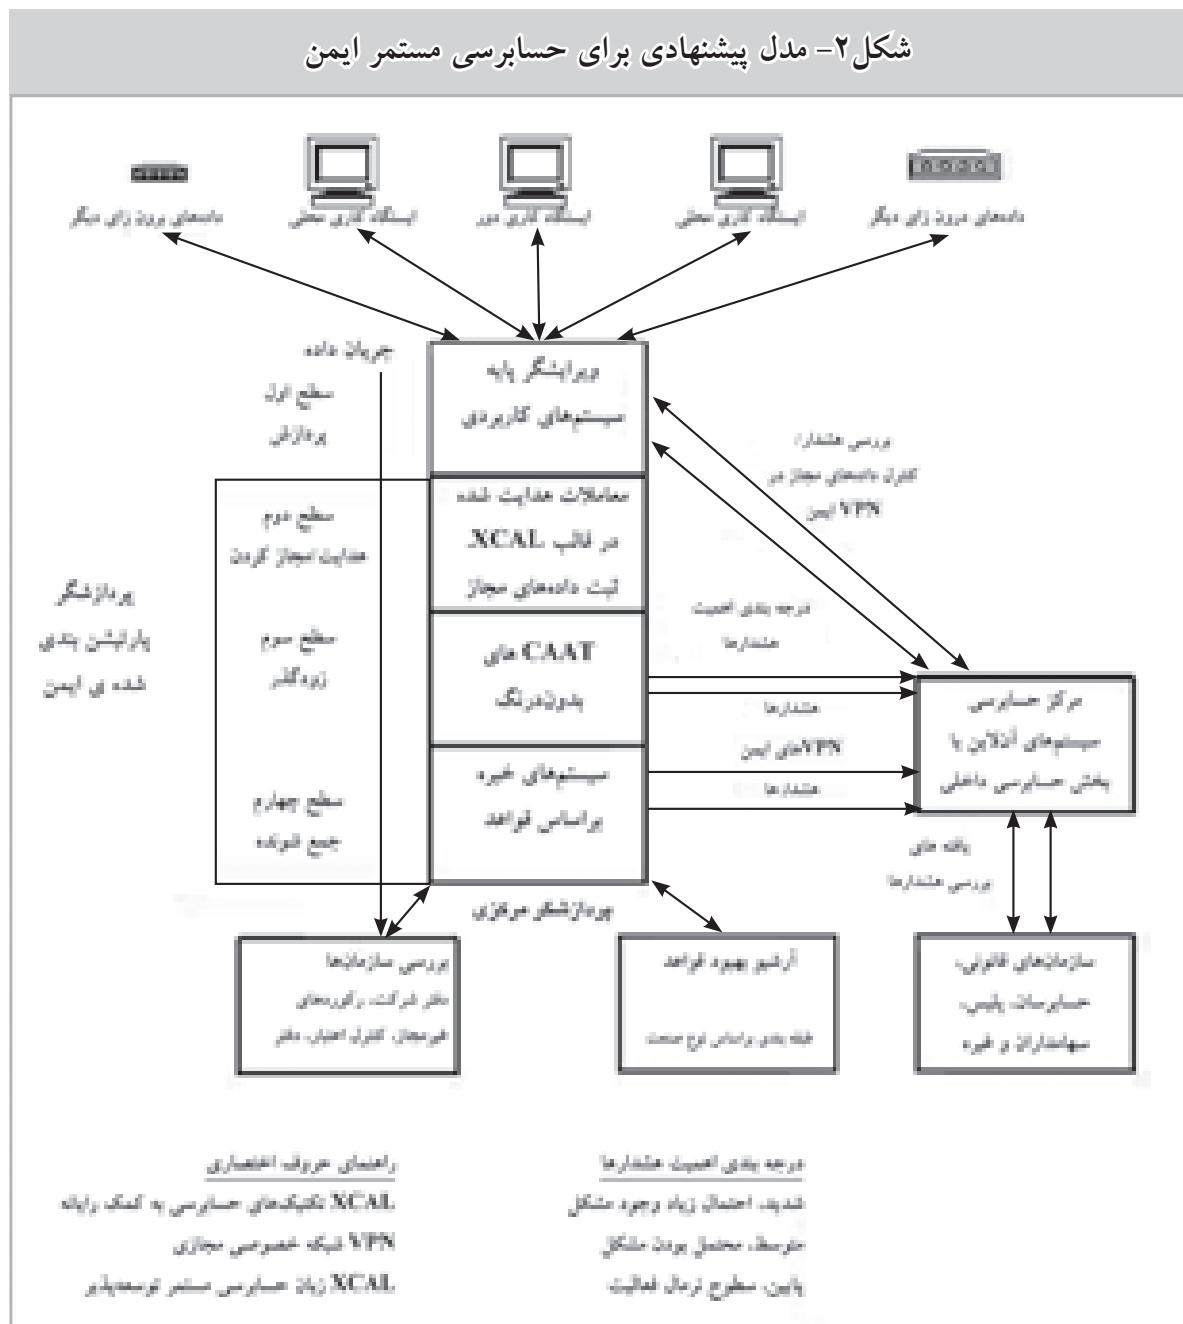 شکل۲- مدل پیشنهادی برای حسابرسی مستمر ایمن
داده‌های درون زای دیگر
ایستگاه کاری محلی
ایستگاه کاری دور
ایستگاه کاری محلی
داده‌های برون زای دیگر
جریان داده
سطح اول
پردازش
ویرایشگر پایه
سیستم‌های کاربردی
بررسی هشدار/
کنترل داده‌های مجاز در
VPN ایمن
معاملات هدایت شده
در قالب XCAL.
ثبت داده‌های مجاز
سطح دوم
هدایت /مجاز کردن
پردازشگر
پارتیشن بندی
شده ی ایمن
درجه بندی اهمیت
هشدارها
CAAT های
بدون‌درنگ
سطح سوم
زودگذر
هشدارها
VPNهای ایمن
هشدارها
مرکز حسابرسی
سیستم‌های آنلاین یا
بخش حسابرسی داخلی
سیستم‌های خبره
براساس قواعد
سطح چهارم
جمع شونده
پردازشگر مرکزی
یافته های
بررسی هشدارها
سازمان‌های قانونی،
حسابرسان، پلیس،
سهامداران و غیره
آرشیو بهبود قواعد
طبقه بندی براساس نوع صنعت
بررسی سازمان‌ها
دفتر شرکت، رکوردهای
غیرمجاز، کنترل اعتبار، دفتر
درجه بندی اهمیت هشدارها
شدید، احتمال زیاد وجود مشکل
متوسط، محتمل بودن مشکل
پایین، سطوح نرمال فعالیت
راهنمای حروف اختصاری
XCAL تکنیک‌های حسابرسی به کمک رایانه
VPN شبکه خصوصی مجازی
XCAL زبان حسابرسی مستمر توسعه‌پذیر